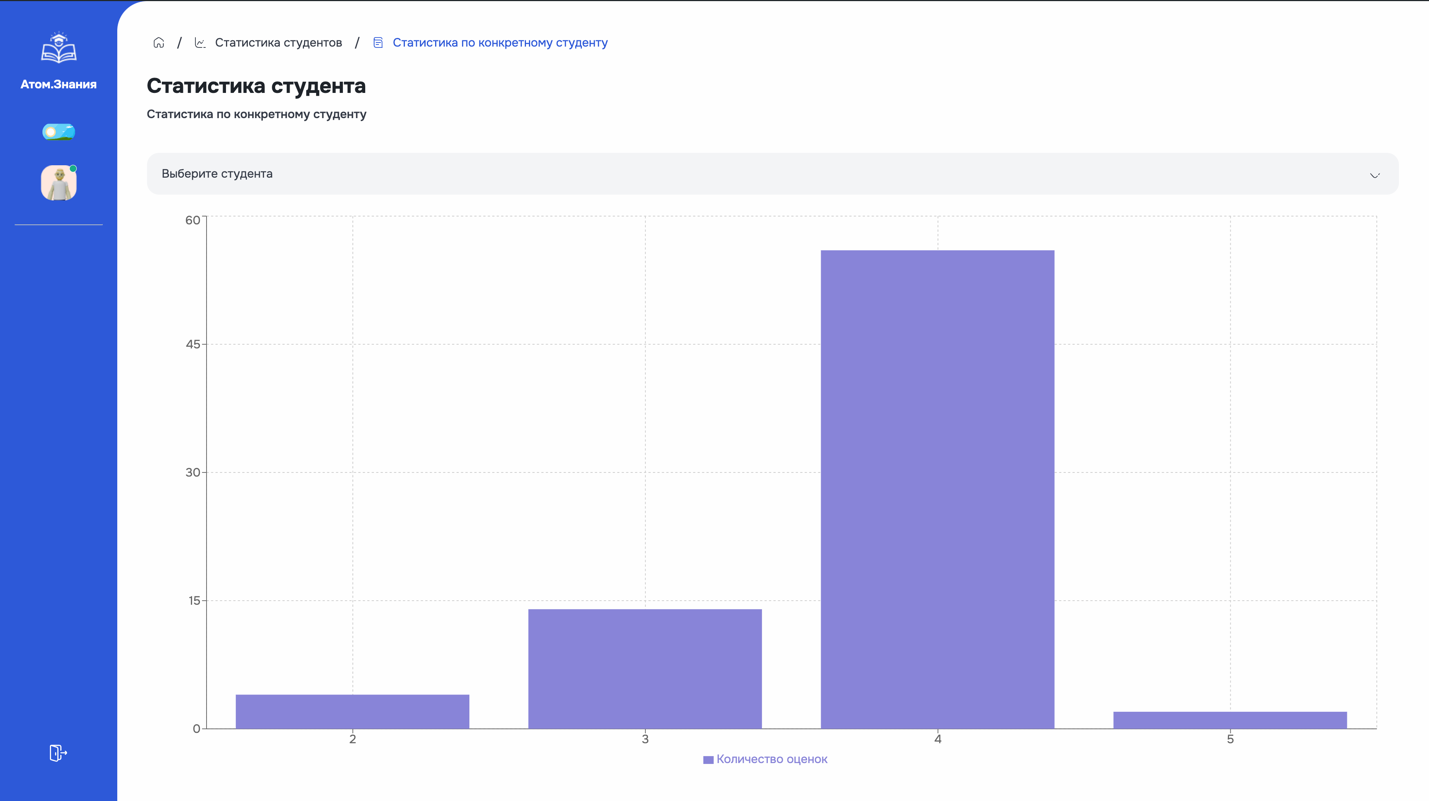 Атом.Знания
/ Статистика студентов / Статистика по конкретному студенту
Статистика студента
Статистика по конкретному студенту
Выберите студента
60
45
30
15
0
2 3 4 5
Количество оценок